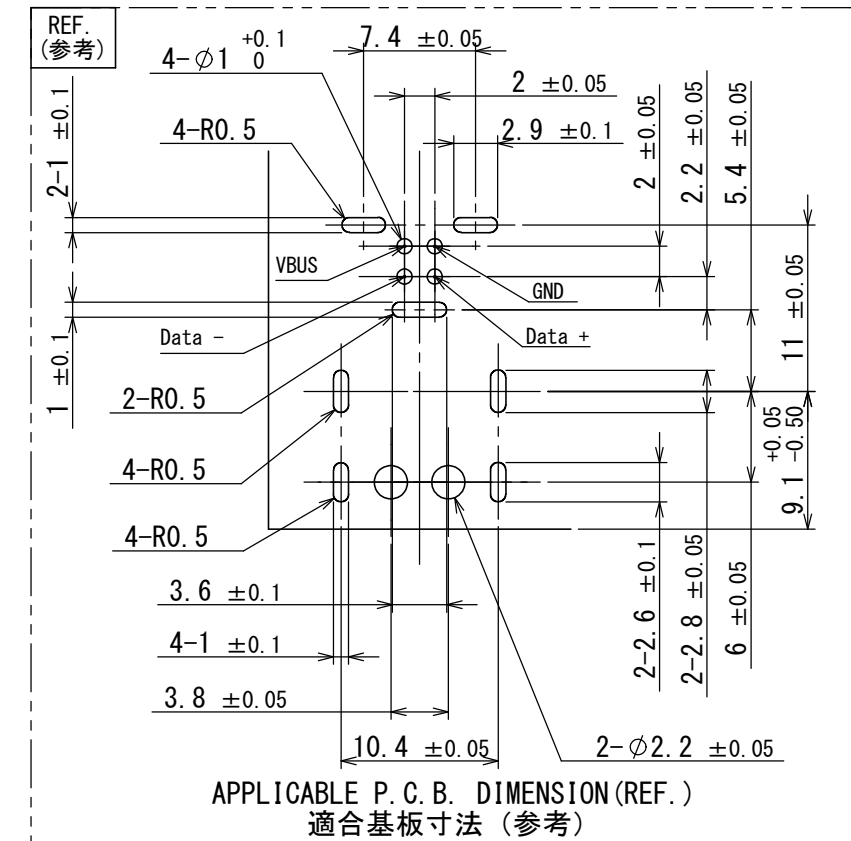 REF.
(参考)
4-∅1 +0.1 0
7.4 ±0.05
2 ±0.05
2.9 ±0.1
4-R0.5
2-1 ±0.1
2 ±0.05
2.2 ±0.05
5.4 ±0.05
VBUS
GND
Data -
Data +
11 ±0.05
1 ±0.1
2-R0.5
4-R0.5
4-R0.5
9.1 +0.05 -0.50
3.6 ±0.1
4-1 ±0.1
3.8 ±0.05
10.4 ±0.05
2-2.6 ±0.1
2-2.8 ±0.05
6 ±0.05
2-∅2.2 ±0.05
APPLICABLE P.C.B. DIMENSION(REF.)
適合基板寸法 (参考)